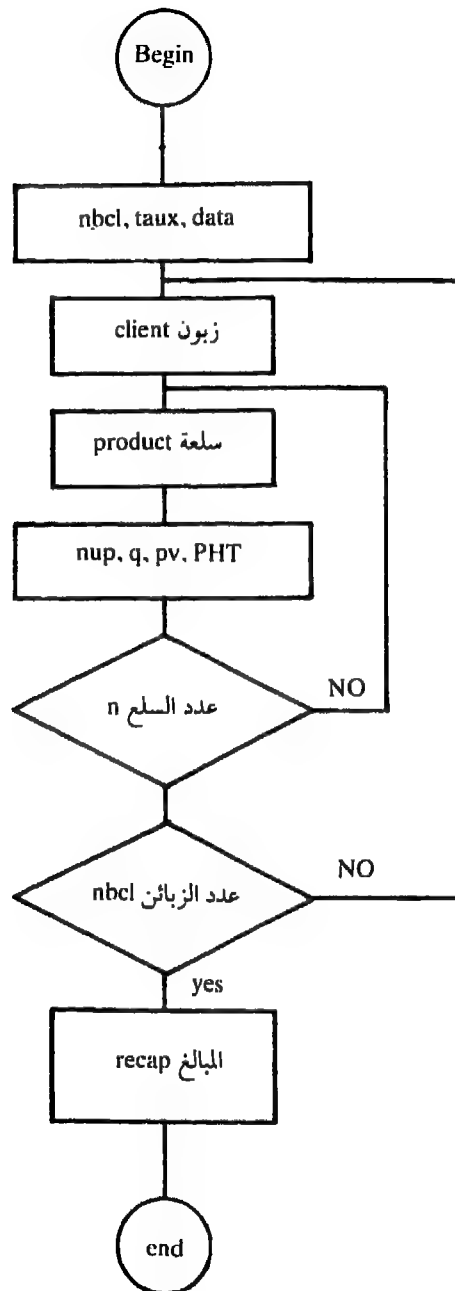 Begin
nbcl, taux, data
زبون client
سلعة product
nup, q, pv, PHT
عدد السلع n
NO
عدد الزبائن nbcl
NO
yes
المبالغ recap
end